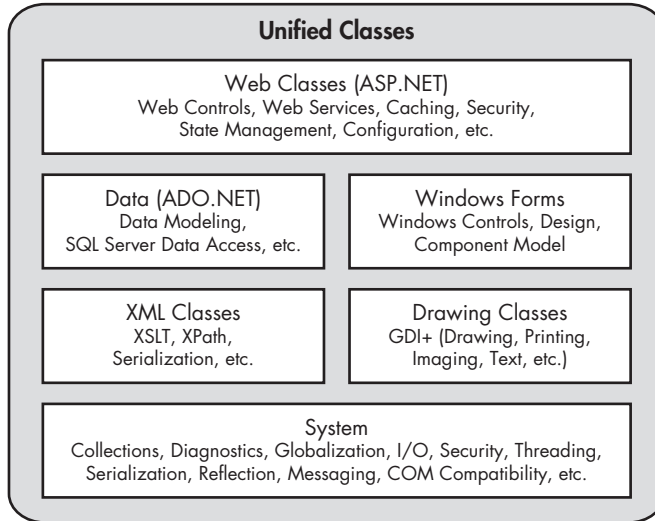 Unified Classes
Web Classes (ASP.NET)
Web Controls, Web Services, Caching, Security,
State Management, Configuration, etc.
Data (ADO.NET)
Data Modeling,
SQL Server Data Access, etc.
Windows Forms
Windows Controls, Design,
Component Model
XML Classes
XSLT, XPath,
Serialization, etc.
Drawing Classes
GDI+ (Drawing, Printing,
Imaging, Text, etc.)
System
Collections, Diagnostics, Globalization, I/O, Security, Threading,
Serialization, Reflection, Messaging, COM Compatibility, etc.